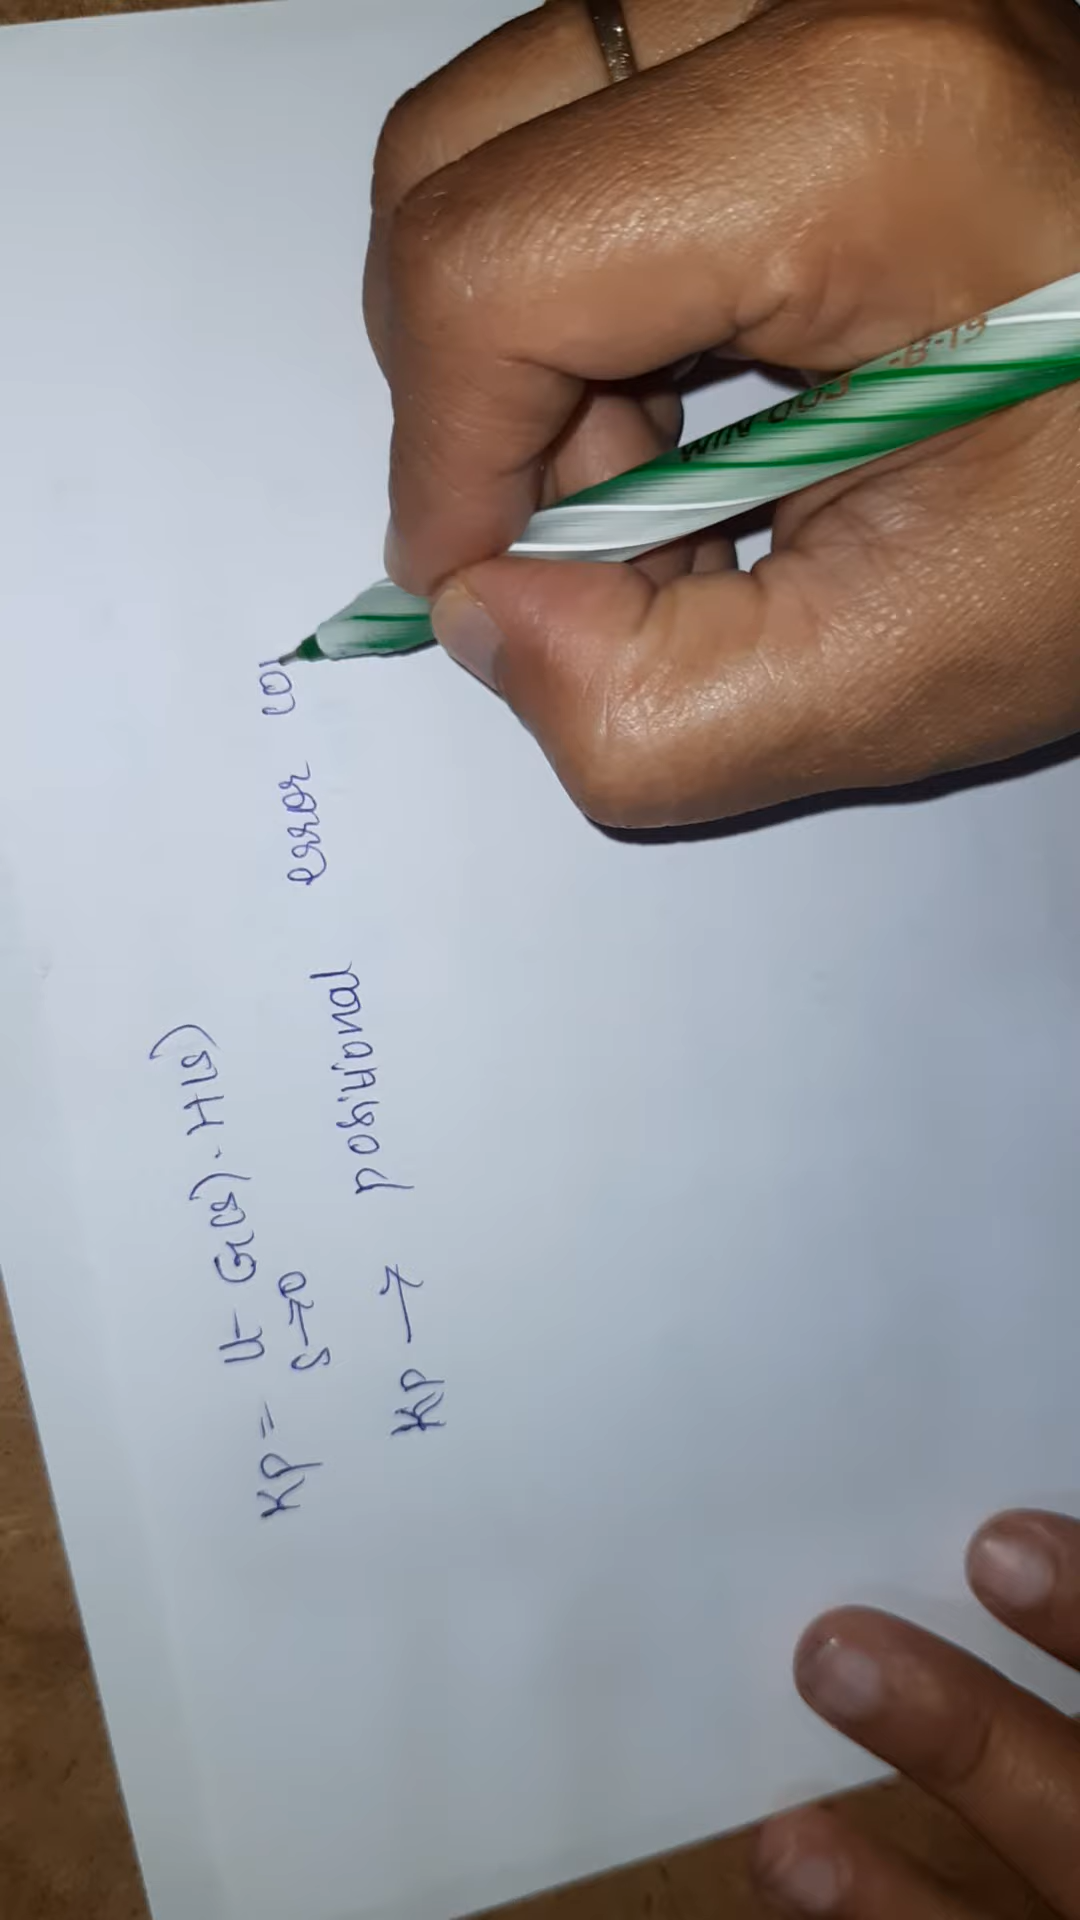 Kp = Lt G(s) . H(s)
s→0
Kp → positional error co